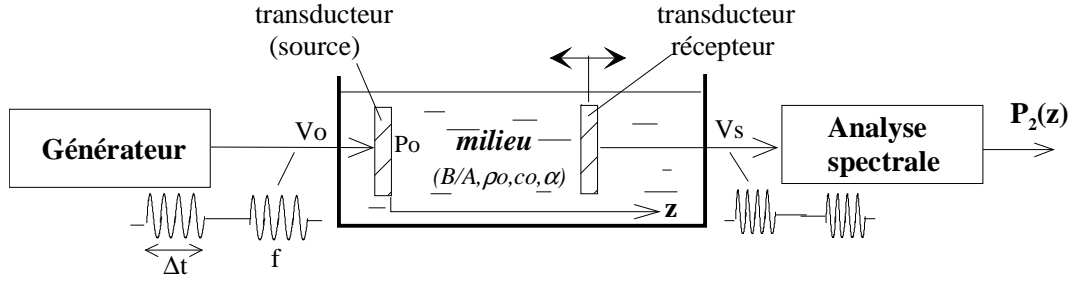 transducteur
(source)
transducteur
récepteur
Générateur
Vo
Po
milieu
(B/A,ρo,co,α)
z
Vs
Analyse
spectrale
P₂(z)
Δt
f